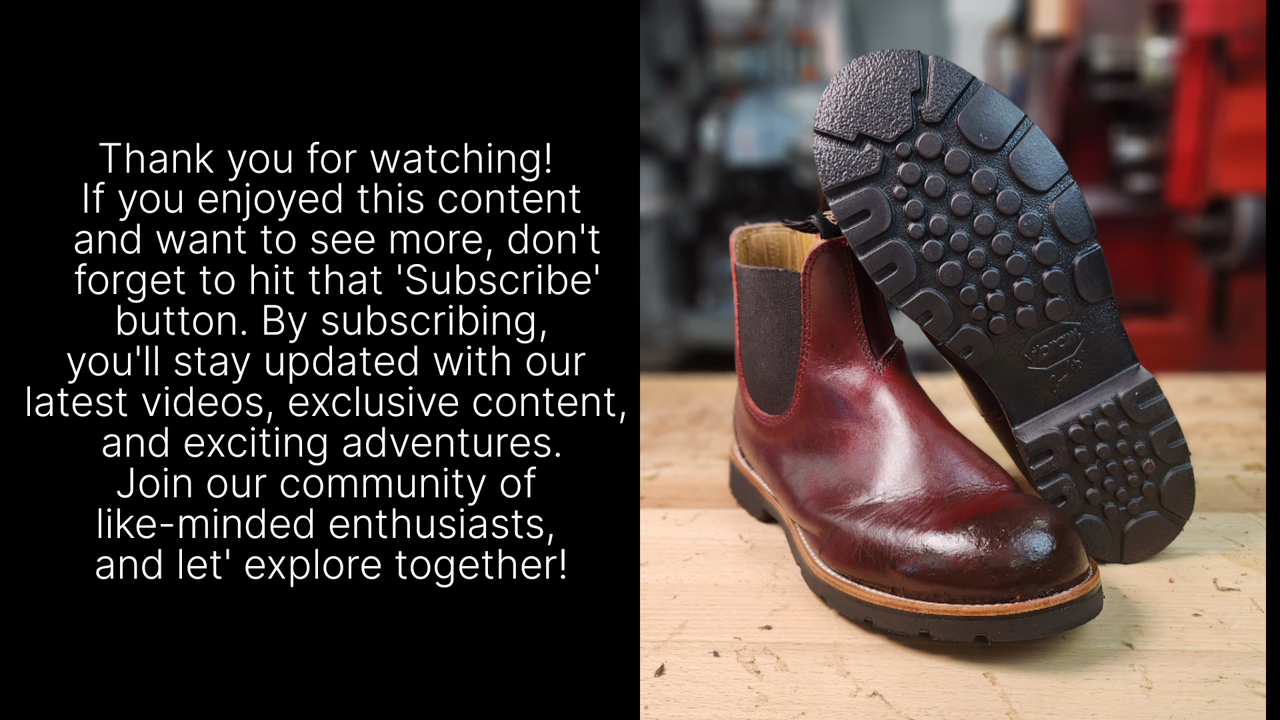 Thank you for watching!
If you enjoyed this content
and want to see more, don't
forget to hit that 'Subscribe'
button. By subscribing,
you'll stay updated with our
latest videos, exclusive content,
and exciting adventures.
Join our community of
like-minded enthusiasts,
and let' explore together!